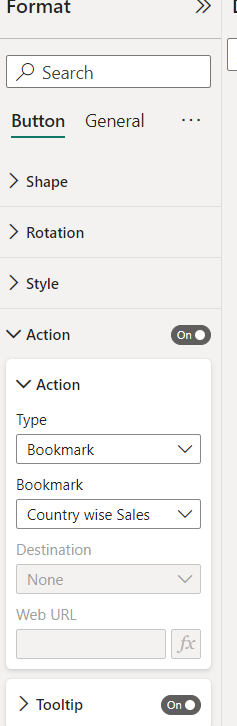 Format
Search
Button General ...
Shape
Rotation
Style
Action On
Action
Type
Bookmark
Bookmark
Country wise Sales
Destination
None
Web URL
fx
Tooltip On